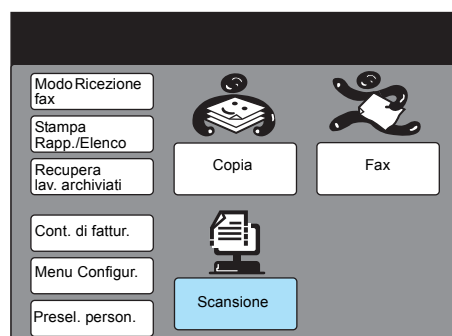 Modo Ricezione
fax
Stampa
Rapp./Elenco
Recupera
lav. archiviati
Cont. di fattur.
Menu Configur.
Presel. person.
Copia
Fax
Scansione